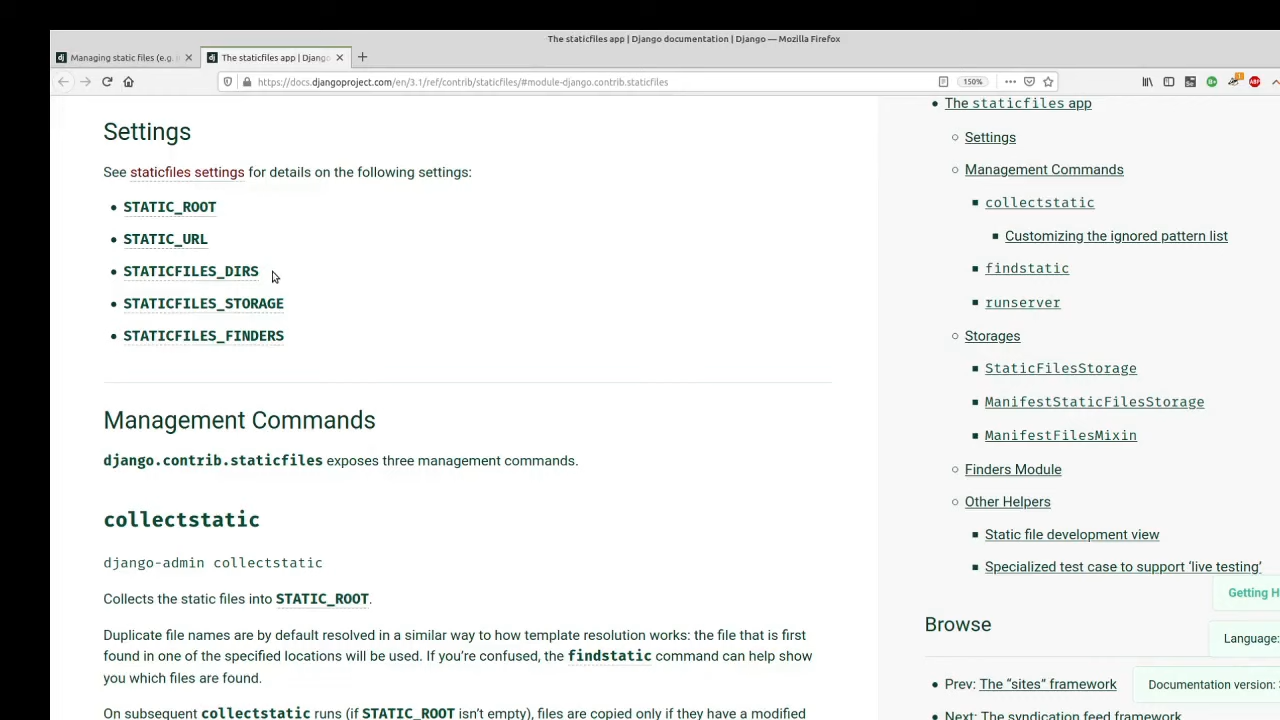 The staticfiles app | Django documentation | Django — Mozilla Firefox
Managing static files (e.g. i
The staticfiles app | Django
https://docs.djangoproject.com/en/3.1/ref/contrib/staticfiles/#module-django.contrib.staticfiles
150%
Settings
See staticfiles settings for details on the following settings:
• STATIC_ROOT
• STATIC_URL
• STATICFILES_DIRS
• STATICFILES_STORAGE
• STATICFILES_FINDERS
Management Commands
django.contrib.staticfiles exposes three management commands.
collectstatic
django-admin collectstatic
Collects the static files into STATIC_ROOT.
Duplicate file names are by default resolved in a similar way to how template resolution works: the file that is first
found in one of the specified locations will be used. If you’re confused, the findstatic command can help show
you which files are found.
On subsequent collectstatic runs (if STATIC_ROOT isn’t empty), files are copied only if they have a modified
• The staticfiles app
○ Settings
○ Management Commands
▪ collectstatic
▪ Customizing the ignored pattern list
▪ findstatic
▪ runserver
○ Storages
▪ StaticFilesStorage
▪ ManifestStaticFilesStorage
▪ ManifestFilesMixin
○ Finders Module
○ Other Helpers
▪ Static file development view
▪ Specialized test case to support ‘live testing’
Getting H
Browse
Language:
• Prev: The “sites” framework
Documentation version:
• Next: The syndication feed framework